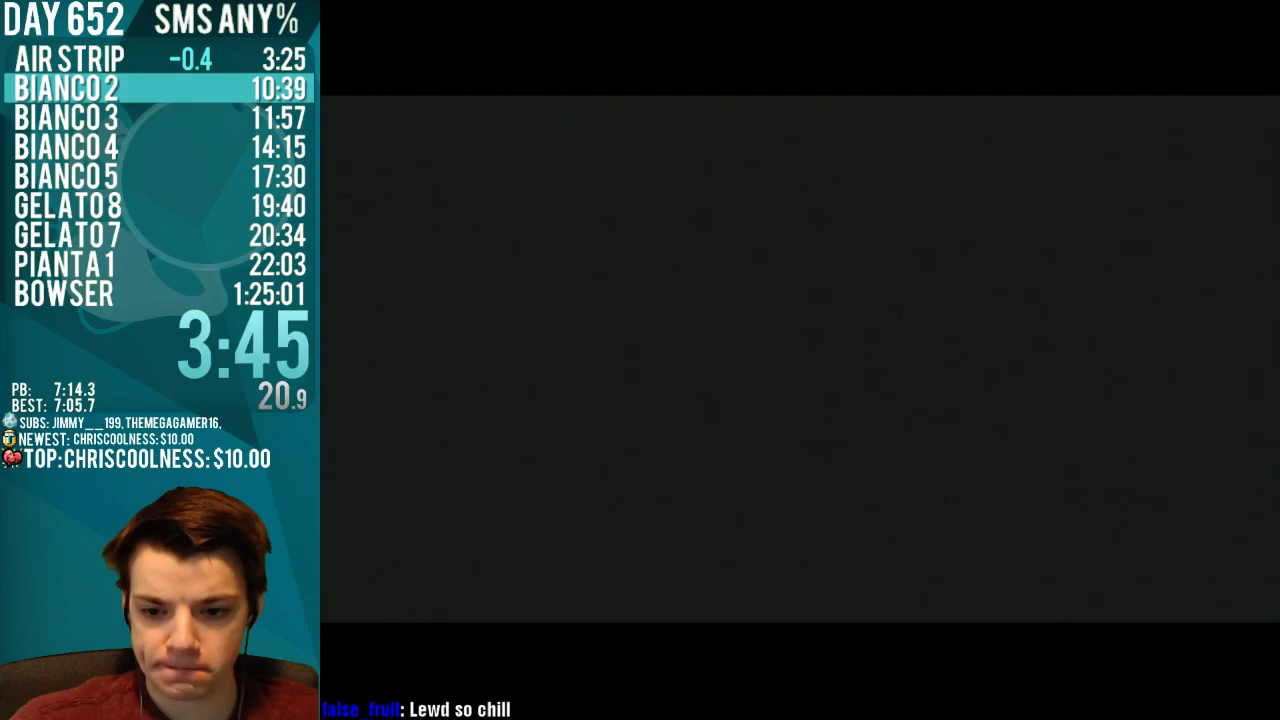 DAY 652 SMS ANY%
AIR STRIP -0.4 3:25
BIANCO 2 10:39
BIANCO 3 11:57
BIANCO 4 14:15
BIANCO 5 17:30
GELATO 8 19:40
GELATO 7 20:34
PIANTA 1 22:03
BOWSER 1:25:01
3:45
PB: 7:14.3
20.9
BEST: 7:05.7
SUBS: JIMMY__199, THEMEGAGAMER16,
NEWEST: CHRISCOOLNESS: $10.00
TOP: CHRISCOOLNESS: $10.00
false_fruit: Lewd so chill